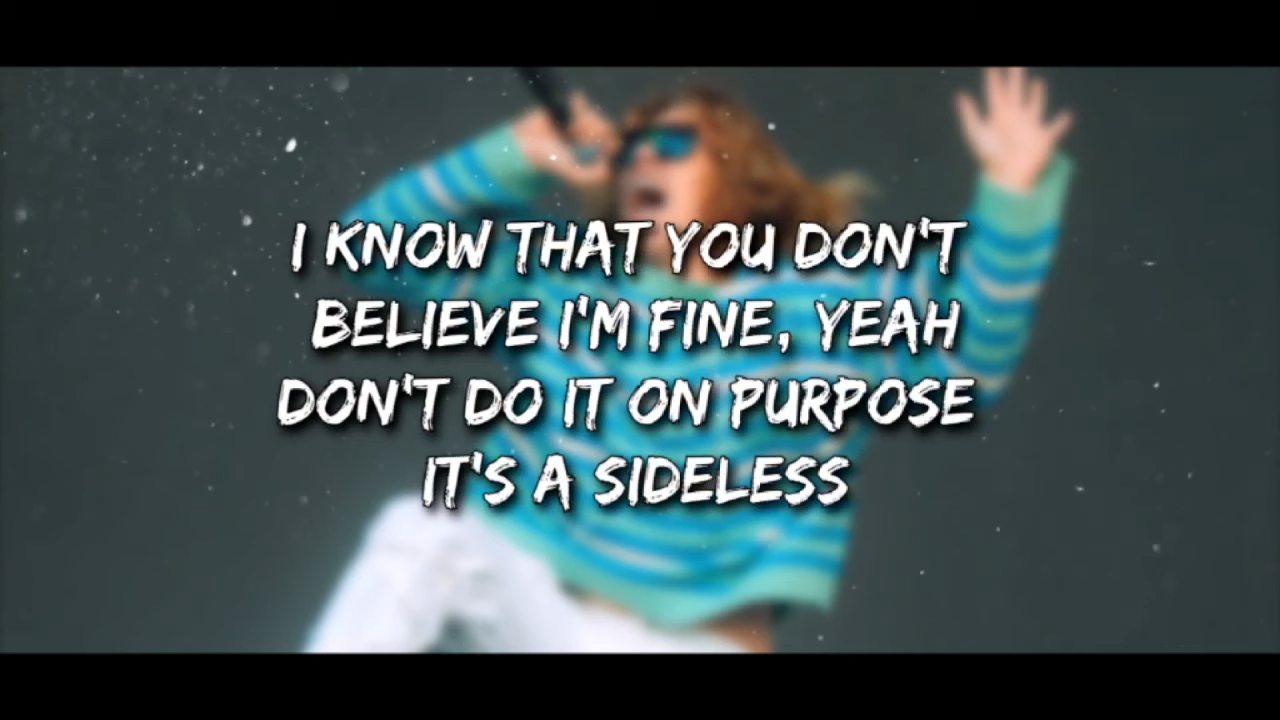 I KNOW THAT YOU DON'T
BELIEVE I'M FINE, YEAH
DON'T DO IT ON PURPOSE
IT'S A SIDELESS